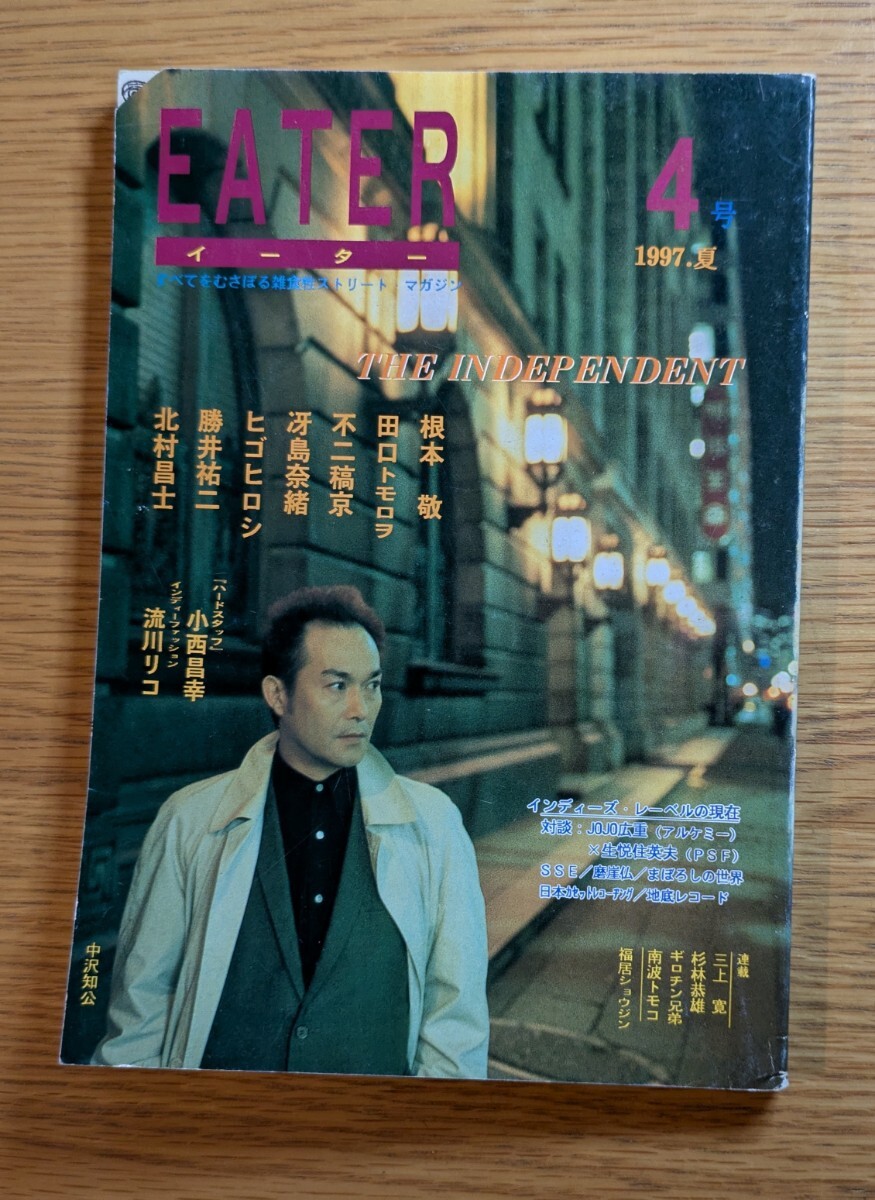 EATER
イーター
すべてをむさぼる雑食性ストリート・マガジン
4号
1997.夏
THE INDEPENDENT
根本 敬
田口トモロヲ
不二稿京
冴島奈緒
ヒゴヒロシ
勝井祐二
北村昌士
「ハードスタッフ」
小西昌幸
インディーファッション
流川リコ
インディーズ・レーベルの現在
対談：JOJO広重（アルケミー）
×生悦住英夫（PSF）
SSE／磨崖仏／まぼろしの世界
日本カセットレコーヂング／地底レコード
連載
三上 寛
杉林恭雄
ギロチン兄弟
南波トモコ
福居ショウジン
中沢知公